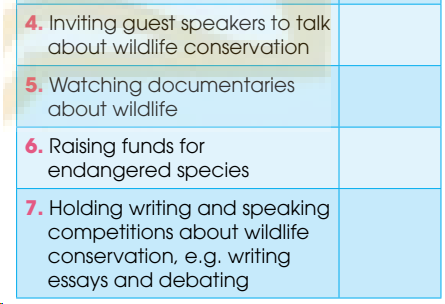 4. Inviting guest speakers to talk
about wildlife conservation
5. Watching documentaries
about wildlife
6. Raising funds for
endangered species
7. Holding writing and speaking
competitions about wildlife
conservation, e.g. writing
essays and debating